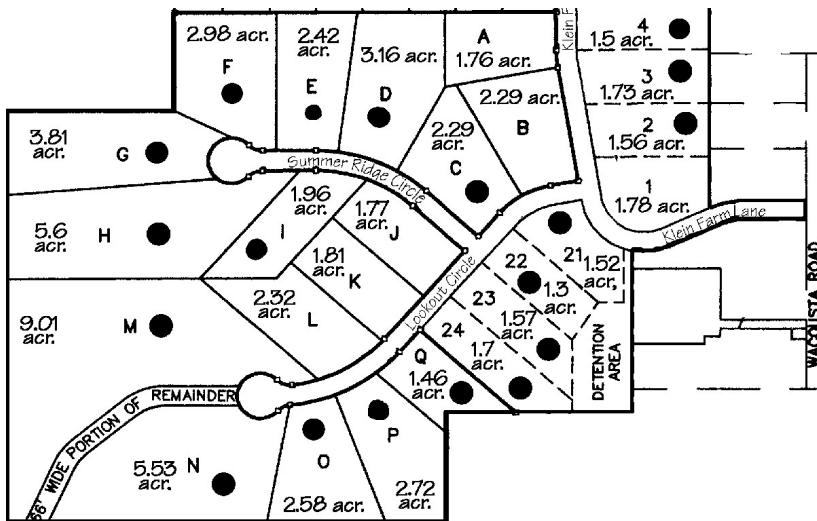 2.98 acr.
F
2.42
acr.
E
3.16 acr.
D
A
1.76 acr.
Klein F
4
1.5 acr.
3
1.73 acr.
2
1.56 acr.
1
1.78 acr.
2.29 acr.
B
2.29
acr.
C
3.81
acr.
G
Summer Ridge Circle
Klein Farm Lane
5.6
acr.
H
1.96
acr.
I
1.77
J
1.81
K
2.32
L
Lookout Circle
21
1.52
acr,
22
1.3
acr.
23
1.57
acr.
24
1.7
acr.
DETENTION
AREA
WACOUSTA ROAD
9.01
acr.
M
Q
1.46
acr.
66' WIDE PORTION OF REMAINDER
5.53
acr.
N
O
2.58 acr.
P
2.72
acr.